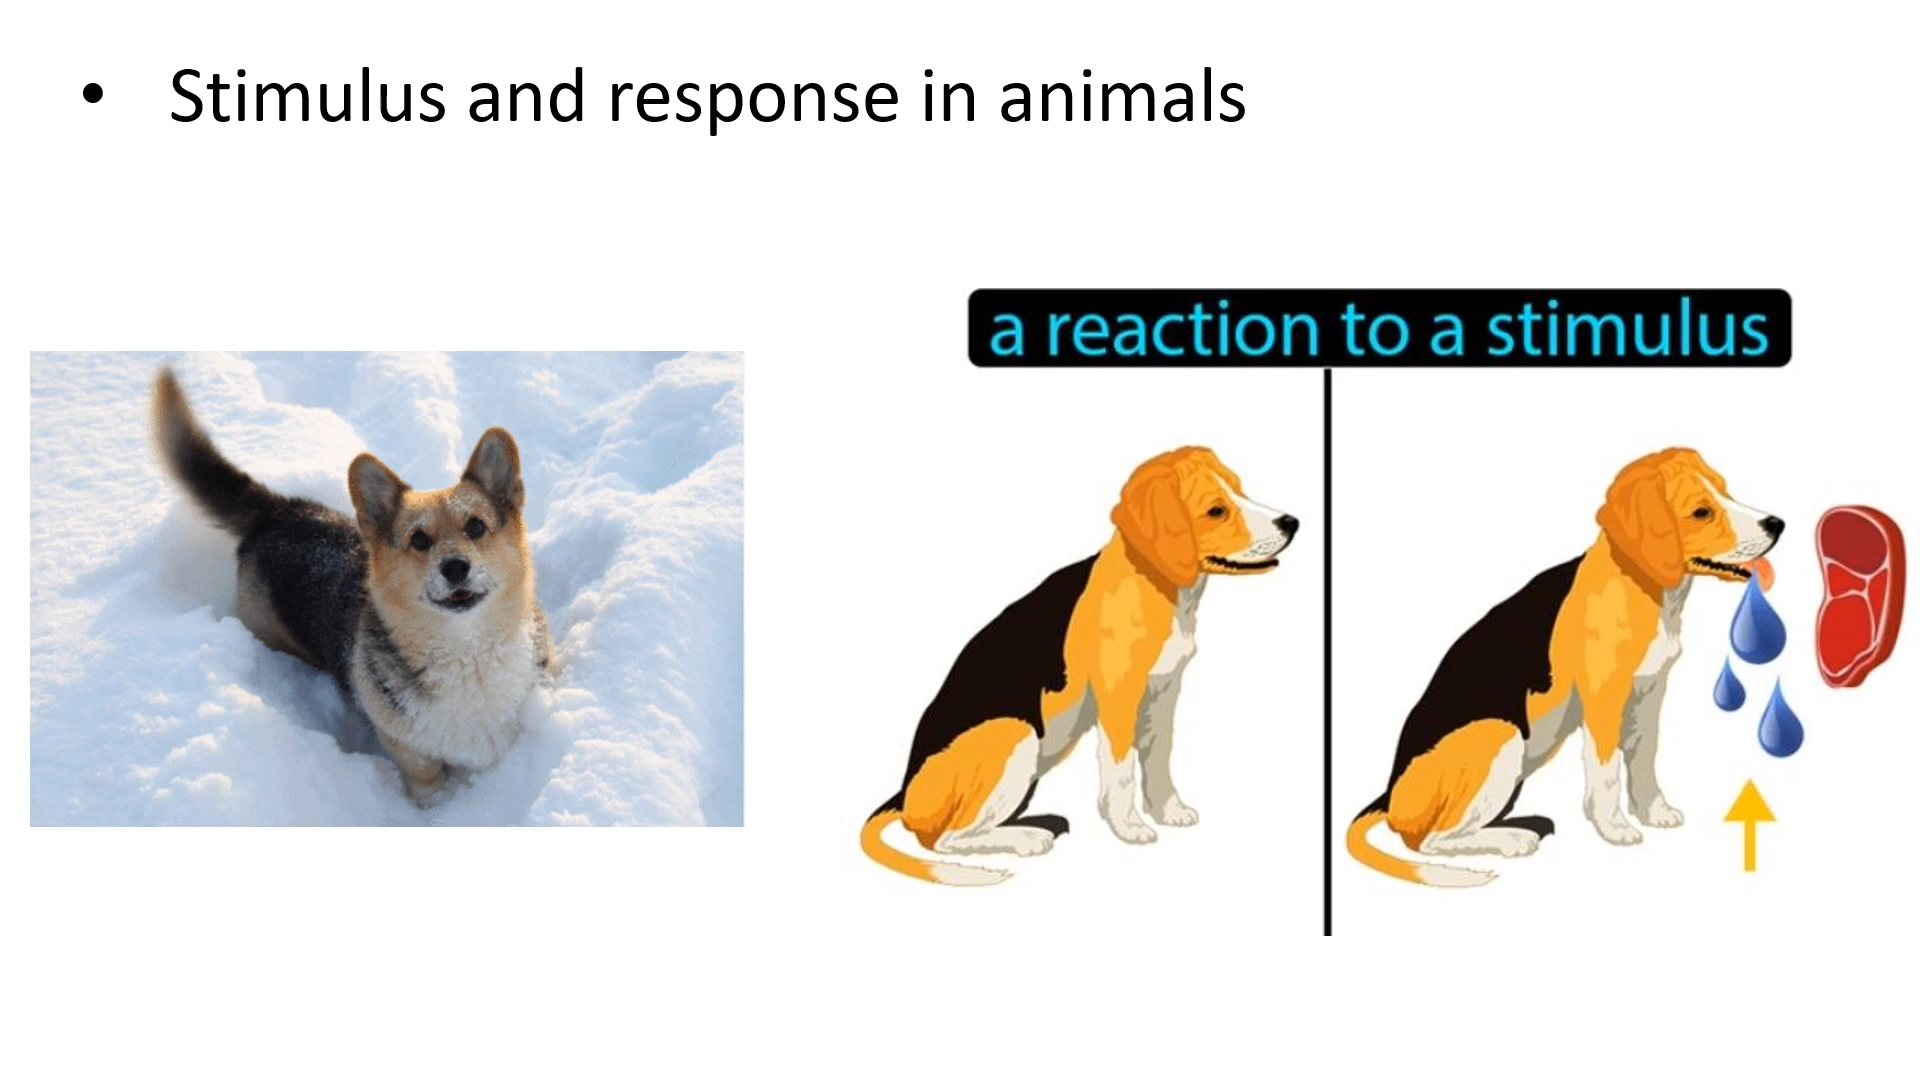 • Stimulus and response in animals
a reaction to a stimulus